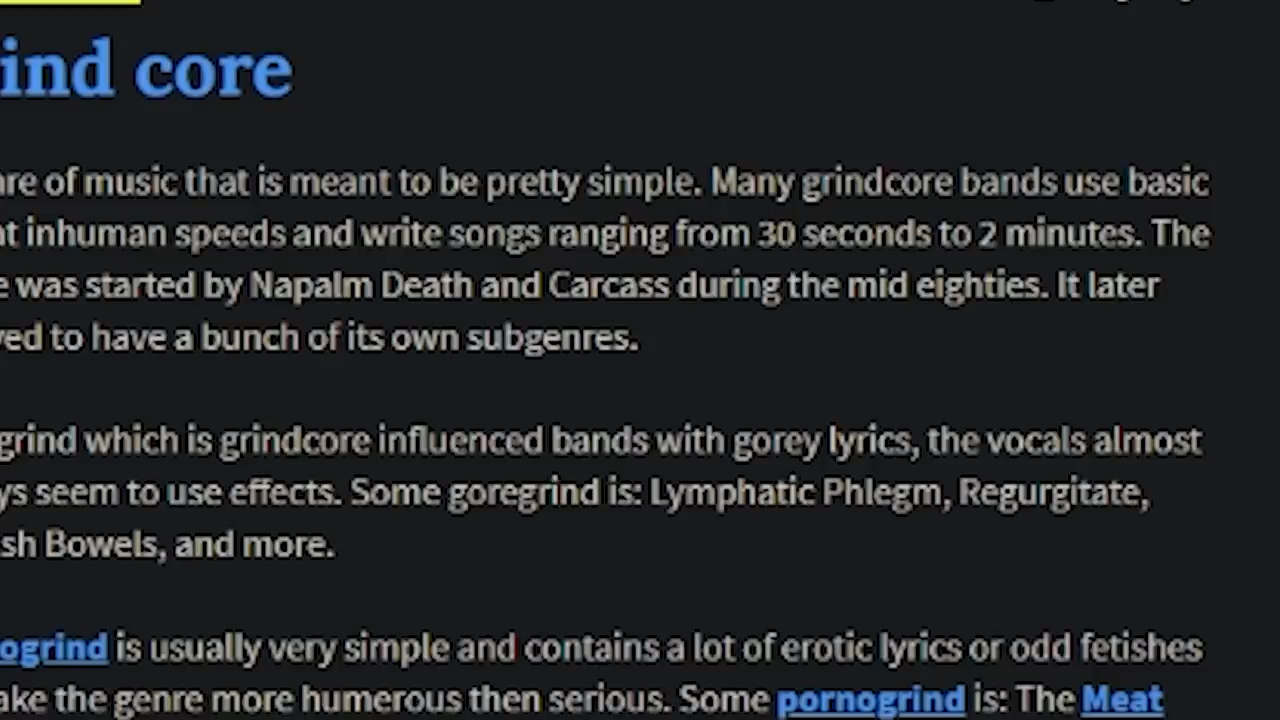 ind core
re of music that is meant to be pretty simple. Many grindcore bands use basic
t inhuman speeds and write songs ranging from 30 seconds to 2 minutes. The
e was started by Napalm Death and Carcass during the mid eighties. It later
ved to have a bunch of its own subgenres.
grind which is grindcore influenced bands with gorey lyrics, the vocals almost
ys seem to use effects. Some goregrind is: Lymphatic Phlegm, Regurgitate,
sh Bowels, and more.
ogrind is usually very simple and contains a lot of erotic lyrics or odd fetishes
ake the genre more humerous then serious. Some pornogrind is: The Meat